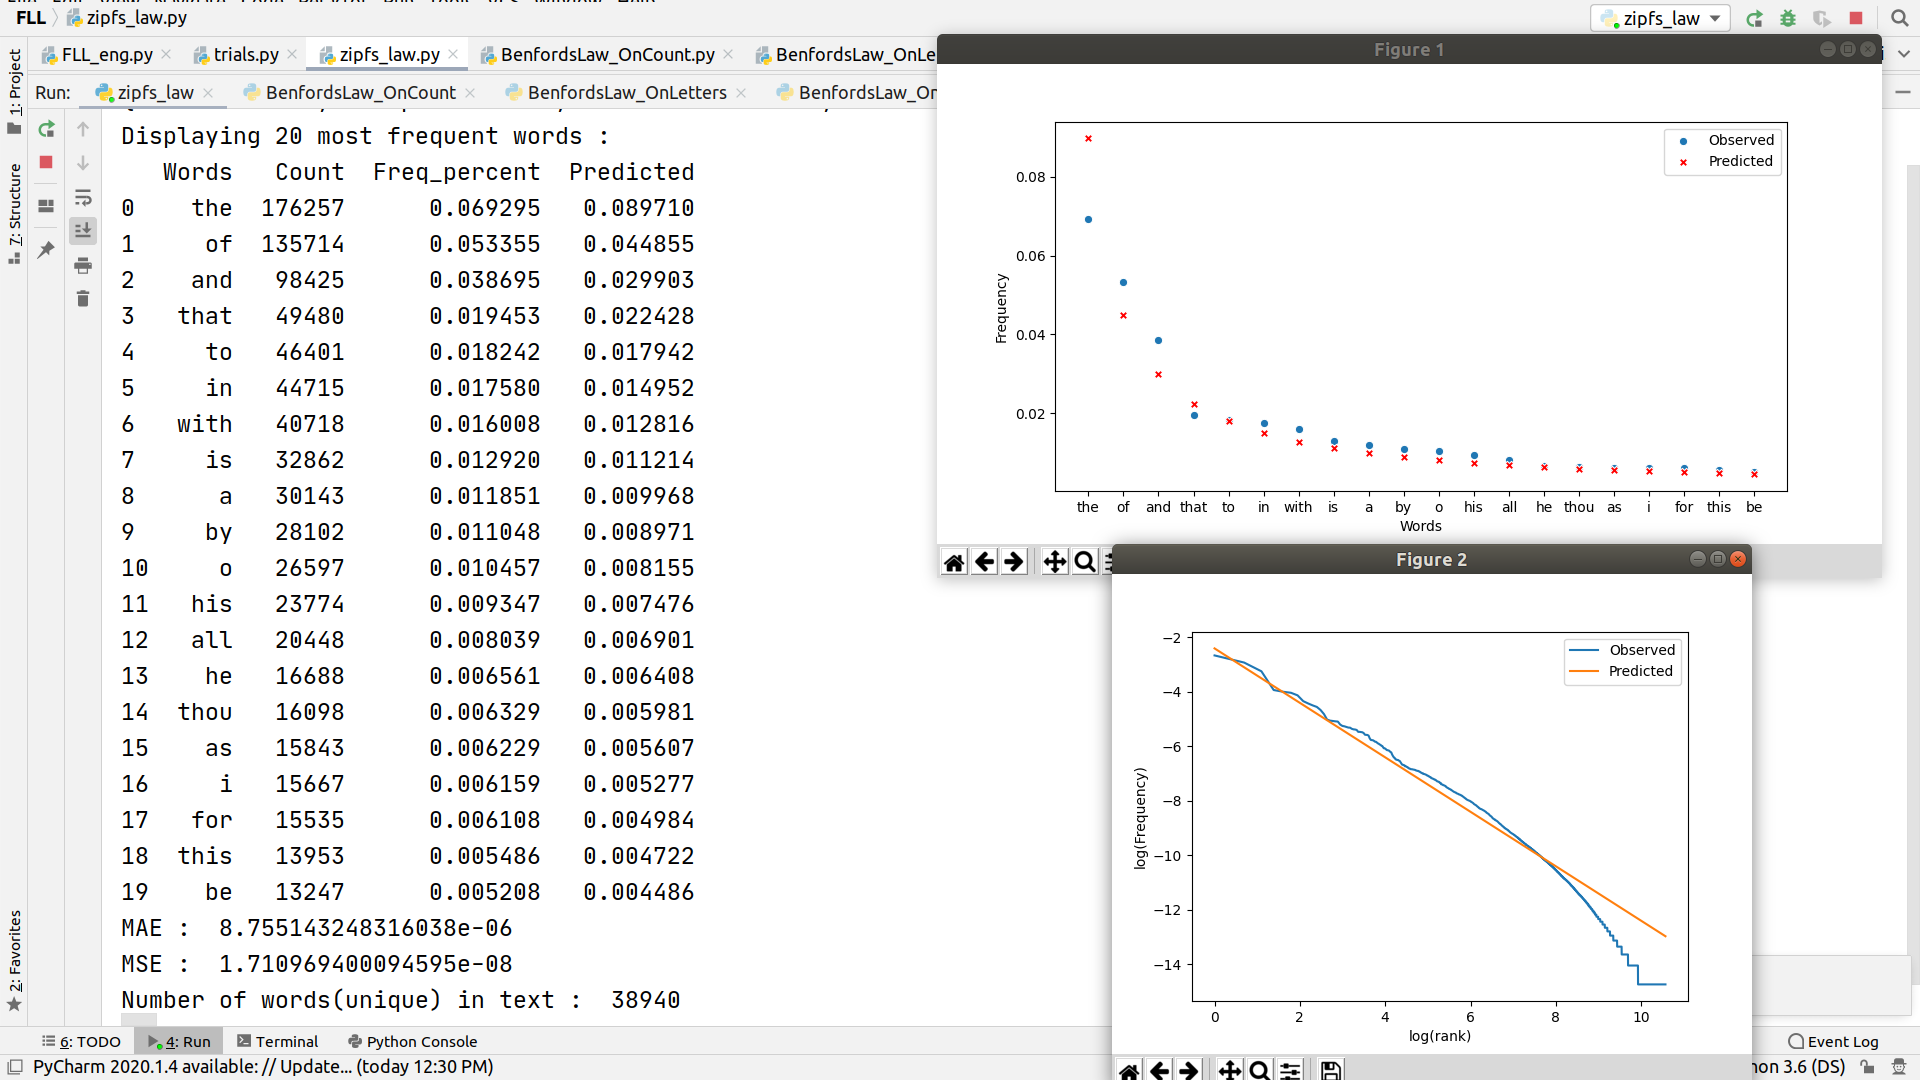 FLL zipfs_law.py
zipfs_law
FLL_eng.py trials.py zipfs_law.py BenfordsLaw_OnCount.py BenfordsLaw_OnLe
Run: zipfs_law BenfordsLaw_OnCount BenfordsLaw_OnLetters BenfordsLaw_On
1: Project
7: Structure
2: Favorites
Displaying 20 most frequent words :
Words Count Freq_percent Predicted
0 the 176257 0.069295 0.089710
1 of 135714 0.053355 0.044855
2 and 98425 0.038695 0.029903
3 that 49480 0.019453 0.022428
4 to 46401 0.018242 0.017942
5 in 44715 0.017580 0.014952
6 with 40718 0.016008 0.012816
7 is 32862 0.012920 0.011214
8 a 30143 0.011851 0.009968
9 by 28102 0.011048 0.008971
10 o 26597 0.010457 0.008155
11 his 23774 0.009347 0.007476
12 all 20448 0.008039 0.006901
13 he 16688 0.006561 0.006408
14 thou 16098 0.006329 0.005981
15 as 15843 0.006229 0.005607
16 i 15667 0.006159 0.005277
17 for 15535 0.006108 0.004984
18 this 13953 0.005486 0.004722
19 be 13247 0.005208 0.004486
MAE : 8.755143248316038e-06
MSE : 1.710969400094595e-08
Number of words(unique) in text : 38940
Figure 1
Observed
Predicted
0.08
0.06
0.04
0.02
Frequency
the of and that to in with is a by o his all he thou as i for this be
Words
Figure 2
Observed
Predicted
−2
−4
−6
−8
−10
−12
−14
log(Frequency)
0 2 4 6 8 10
log(rank)
6: TODO 4: Run Terminal Python Console Event Log
PyCharm 2020.1.4 available: // Update... (today 12:30 PM) hon 3.6 (DS)